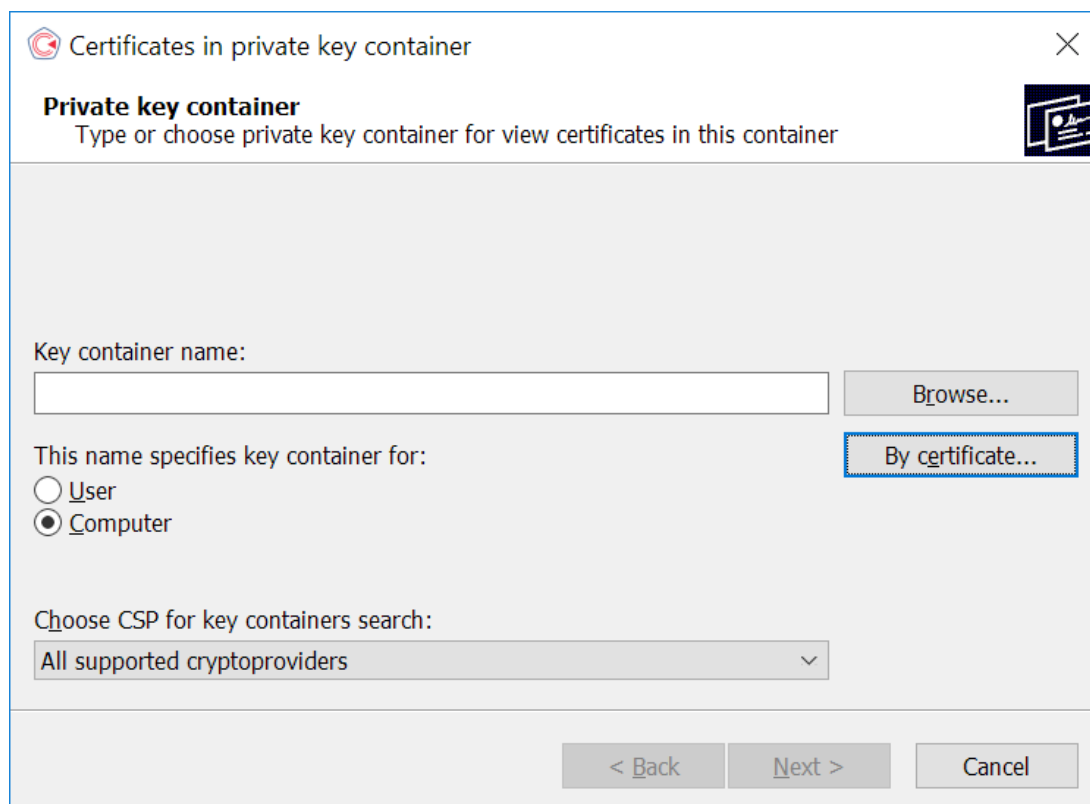 Certificates in private key container
Private key container
Type or choose private key container for view certificates in this container
Key container name:
Browse...
This name specifies key container for:
By certificate...
User
Computer
Choose CSP for key containers search:
All supported cryptoproviders
< Back
Next >
Cancel